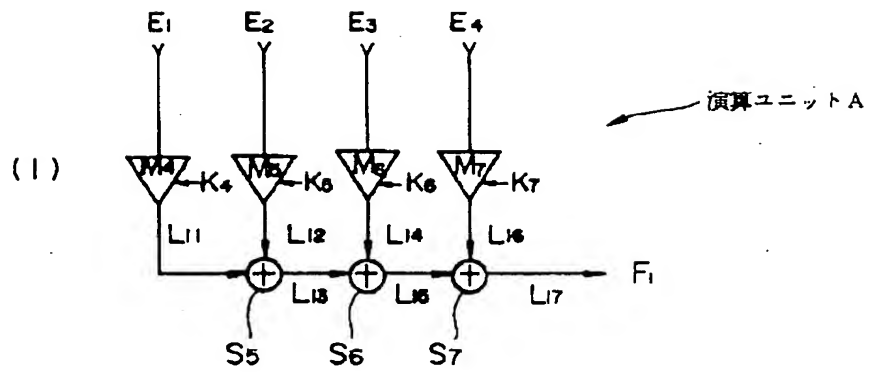 E1 E2 E3 E4
演算ユニットA
(1) M4 K4 M5 K5 M6 K6 M7 K7
L11 L12 L14 L16
+ + + F1
L13 L15 L17
S5 S6 S7